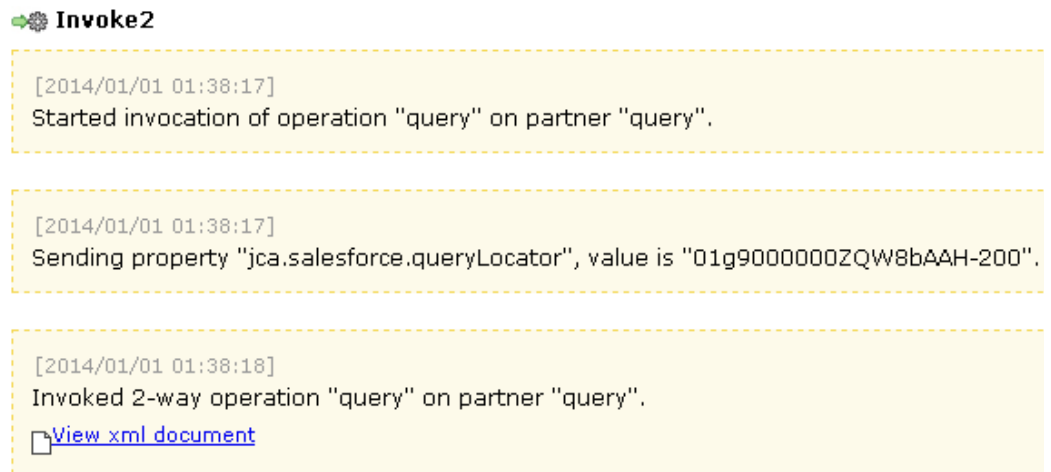 Invoke2
[2014/01/01 01:38:17]
Started invocation of operation "query" on partner "query".
[2014/01/01 01:38:17]
Sending property "jca.salesforce.queryLocator", value is "01g9000000ZQW8bAAH-200".
[2014/01/01 01:38:18]
Invoked 2-way operation "query" on partner "query".
View xml document